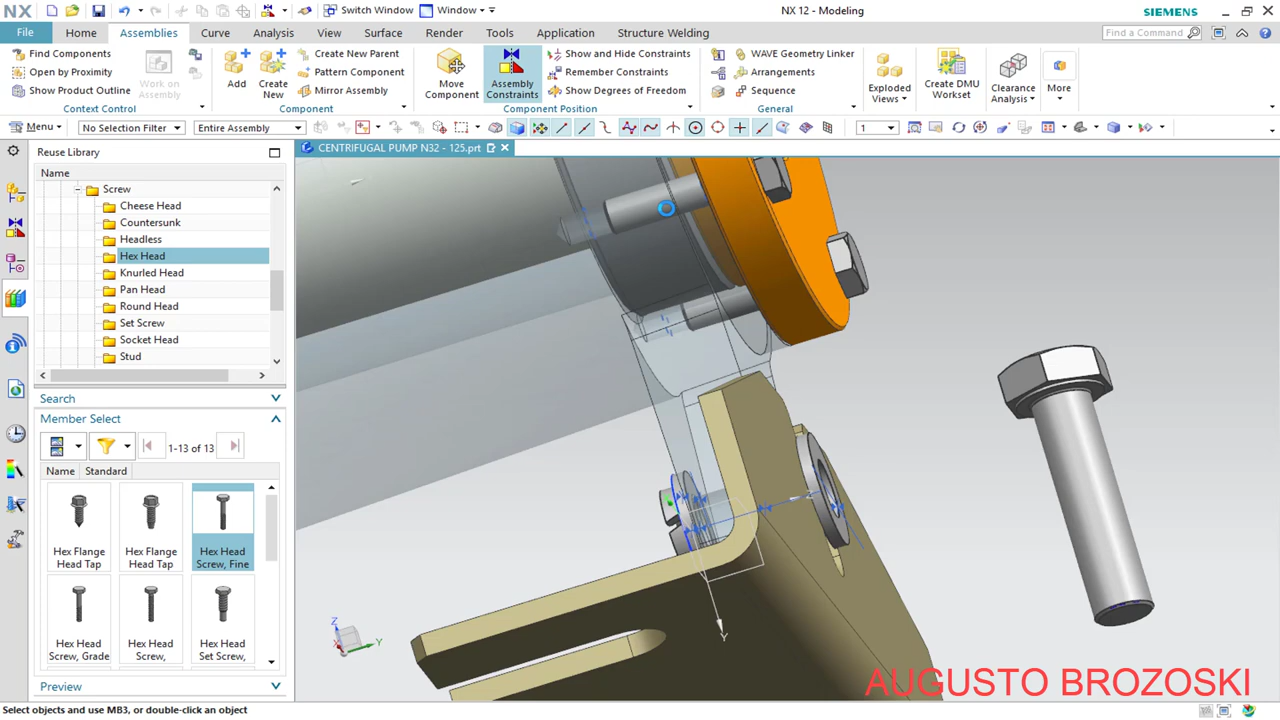 NX
Switch Window
Window
NX 12 - Modeling
SIEMENS
File
Home
Assemblies
Curve
Analysis
View
Surface
Render
Tools
Application
Structure Welding
Find a Command
Find Components
Open by Proximity
Show Product Outline
Work on Assembly
Add
Create New
Create New Parent
Pattern Component
Mirror Assembly
Move Component
Assembly Constraints
Show and Hide Constraints
Remember Constraints
Show Degrees of Freedom
WAVE Geometry Linker
Arrangements
Sequence
Exploded Views
Create DMU Workset
Clearance Analysis
More
Context Control
Component
Component Position
General
Menu
No Selection Filter
Entire Assembly
1
Reuse Library
CENTRIFUGAL PUMP N32 - 125.prt
Name
Screw
Cheese Head
Countersunk
Headless
Hex Head
Knurled Head
Pan Head
Round Head
Set Screw
Socket Head
Stud
Search
Member Select
1-13 of 13
Name
Standard
Hex Flange Head Tap
Hex Flange Head Tap
Hex Head Screw, Fine
Hex Head Screw, Grade
Hex Head Screw,
Hex Head Set Screw,
Preview
Z
X
Y
Y
AUGUSTO BROZOSKI
Select objects and use MB3, or double-click an object